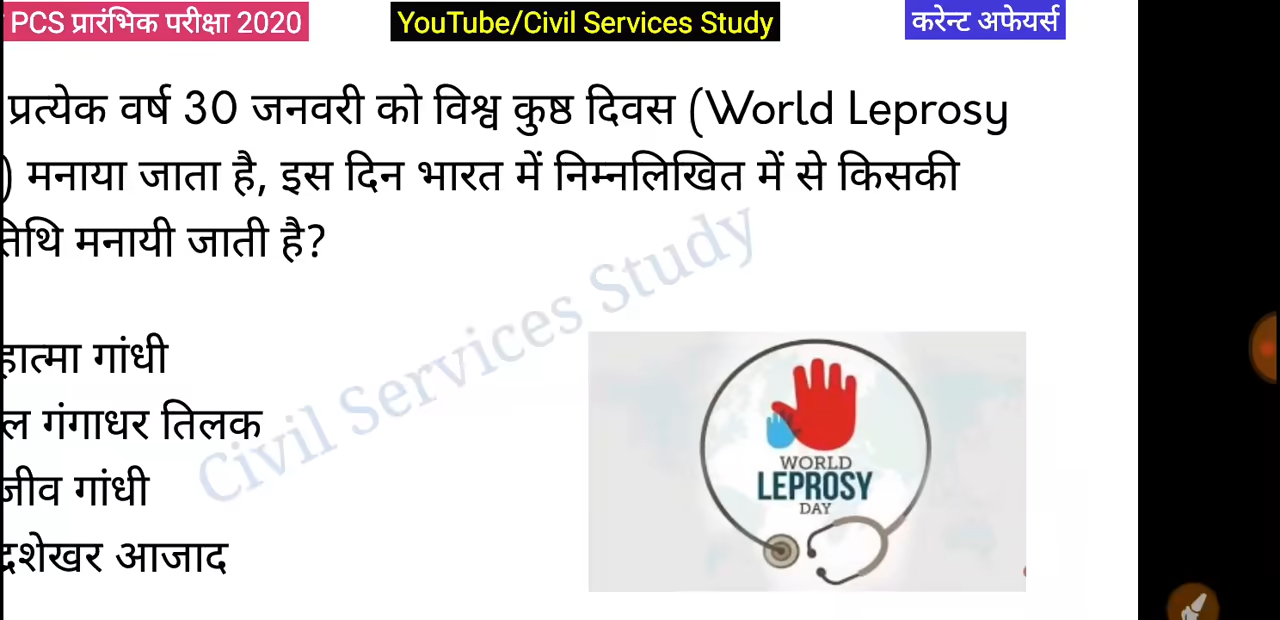 PCS प्रारंभिक परीक्षा 2020
YouTube/Civil Services Study
करेन्ट अफेयर्स
प्रत्येक वर्ष 30 जनवरी को विश्व कुष्ठ दिवस (World Leprosy
) मनाया जाता है, इस दिन भारत में निम्नलिखित में से किसकी
तिथि मनायी जाती है?
हात्मा गांधी
ल गंगाधर तिलक
जीव गांधी
द्रशेखर आजाद
Civil Services Study
WORLD
LEPROSY
DAY